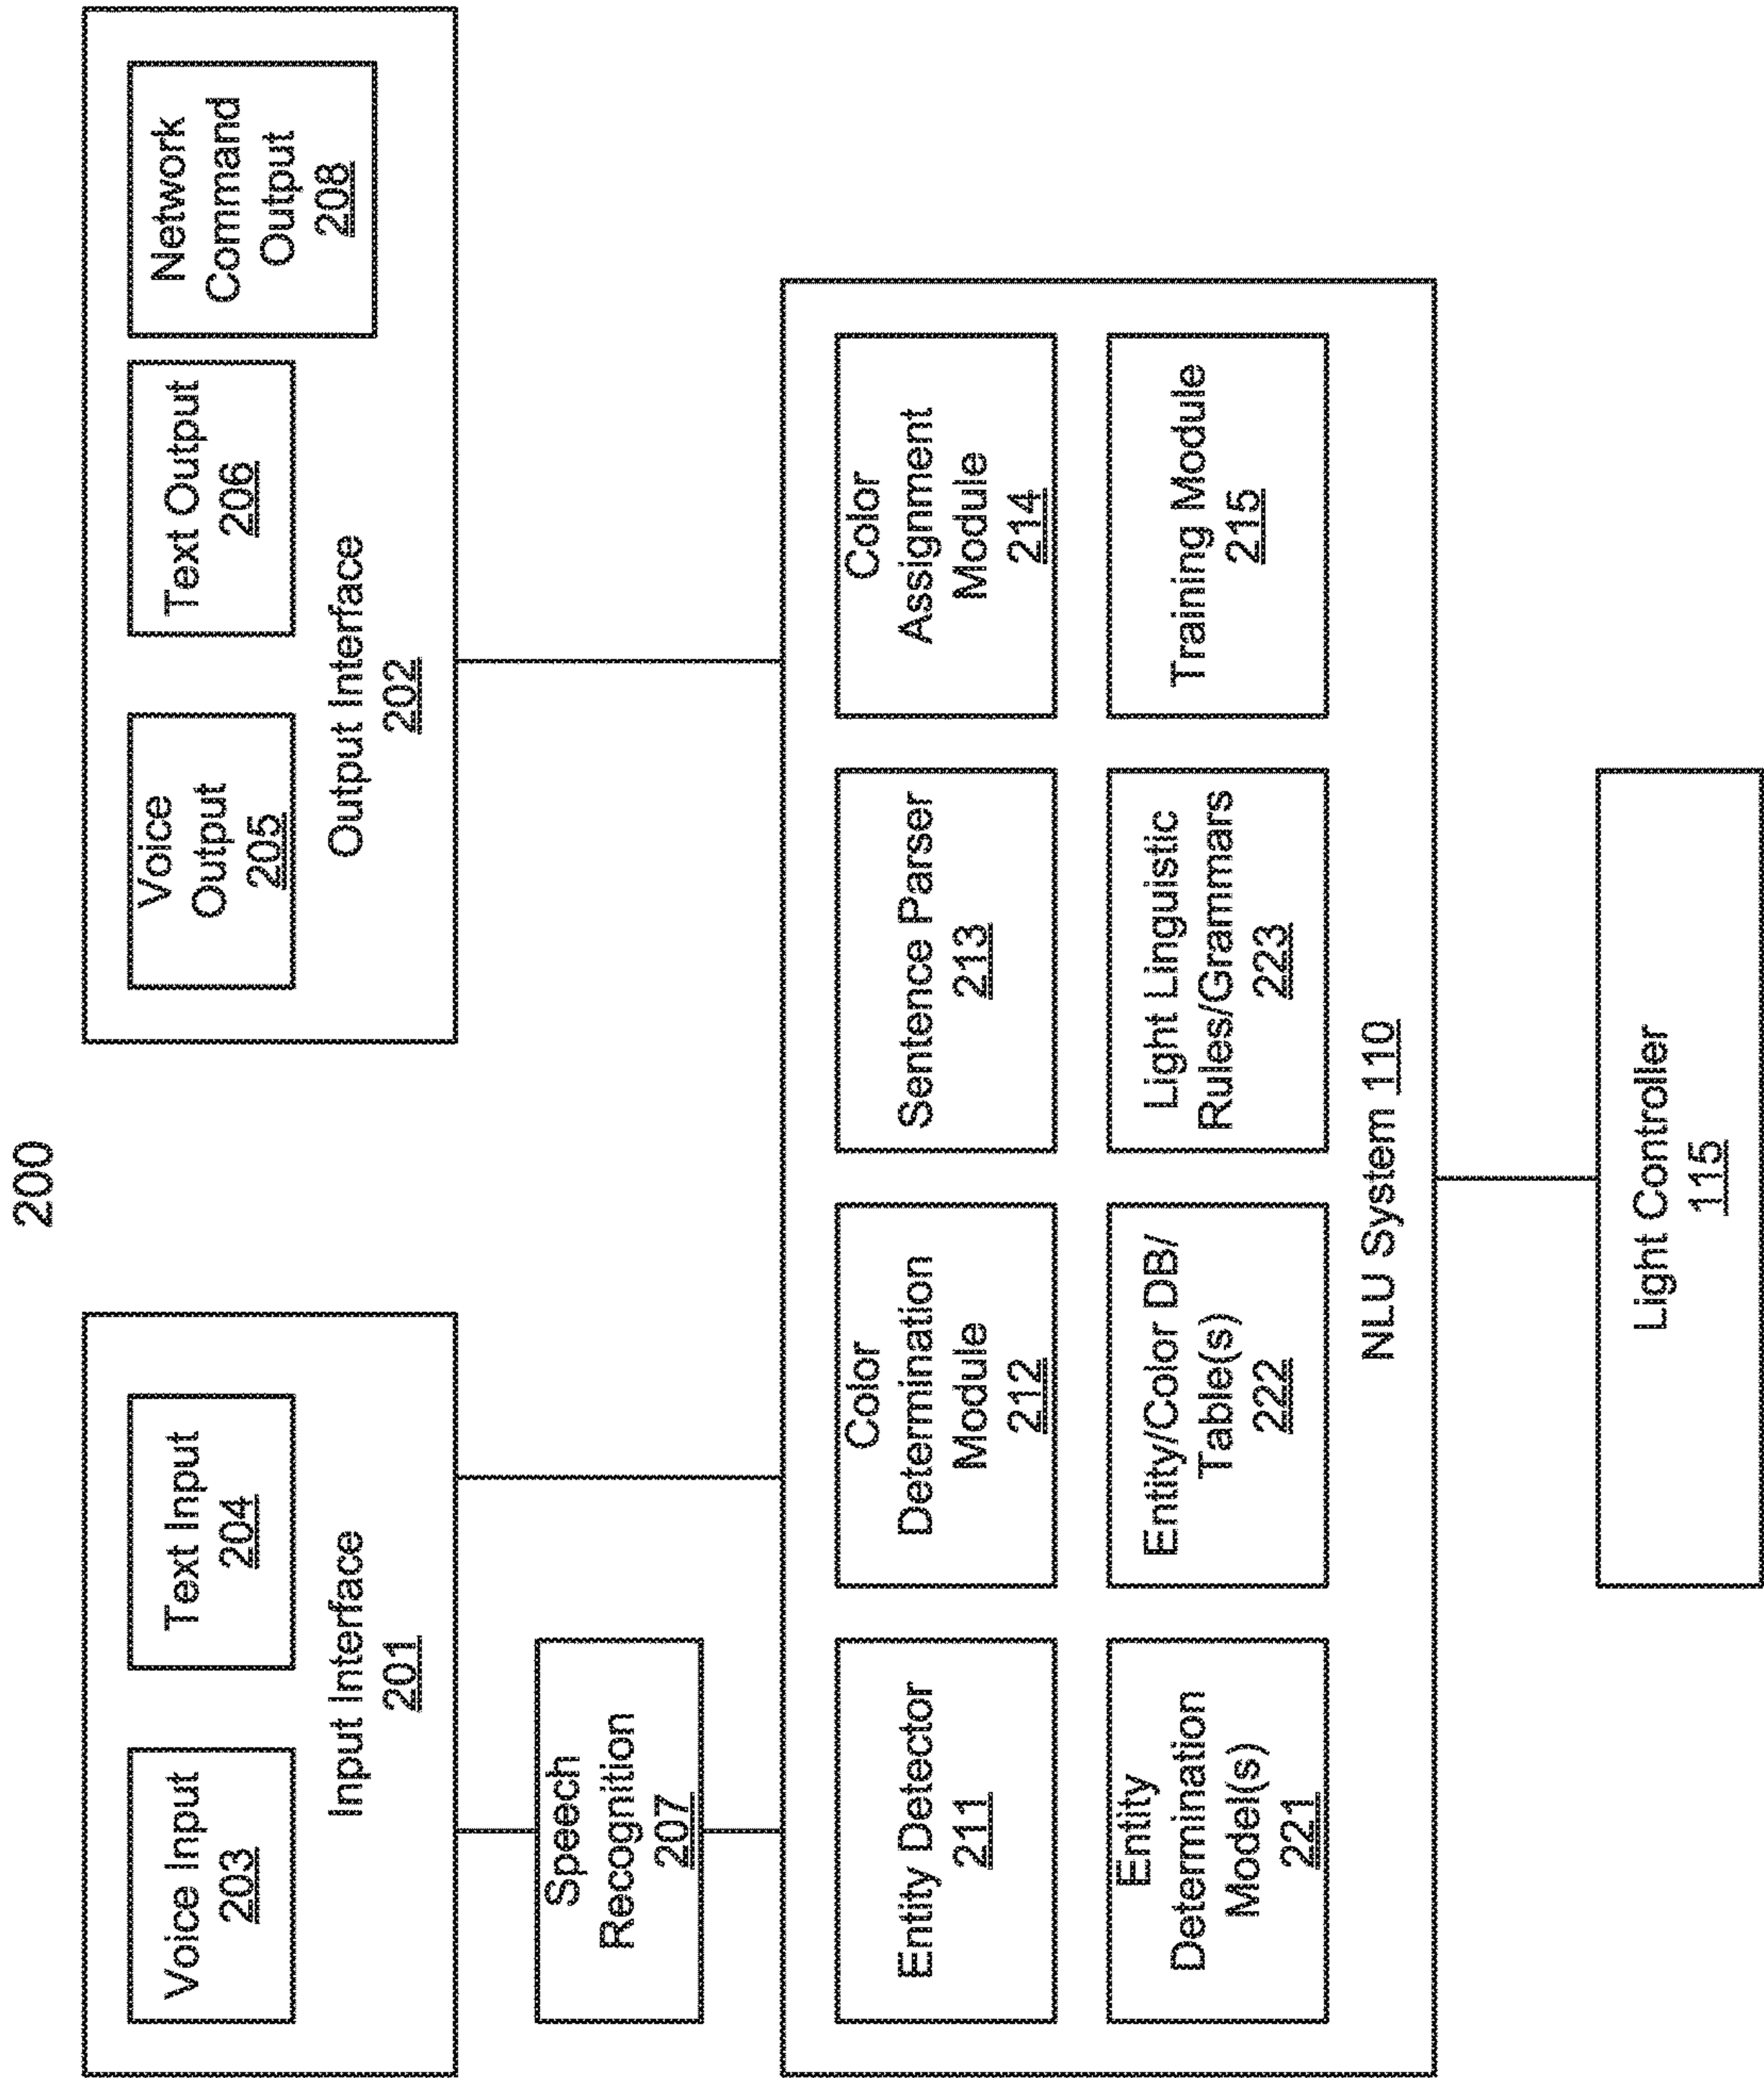 200
Voice Input
203
Text Input
204
Input Interface
201
Voice
Output
205
Text Output
206
Network
Command
Output
208
Output Interface
202
Speech
Recognition
207
Entity Detector
211
Color
Determination
Module
212
Sentence Parser
213
Color
Assignment
Module
214
Entity
Determination
Model(s)
221
Entity/Color DB/
Table(s)
222
Light Linguistic
Rules/Grammars
223
Training Module
215
NLU System 110
Light Controller
115